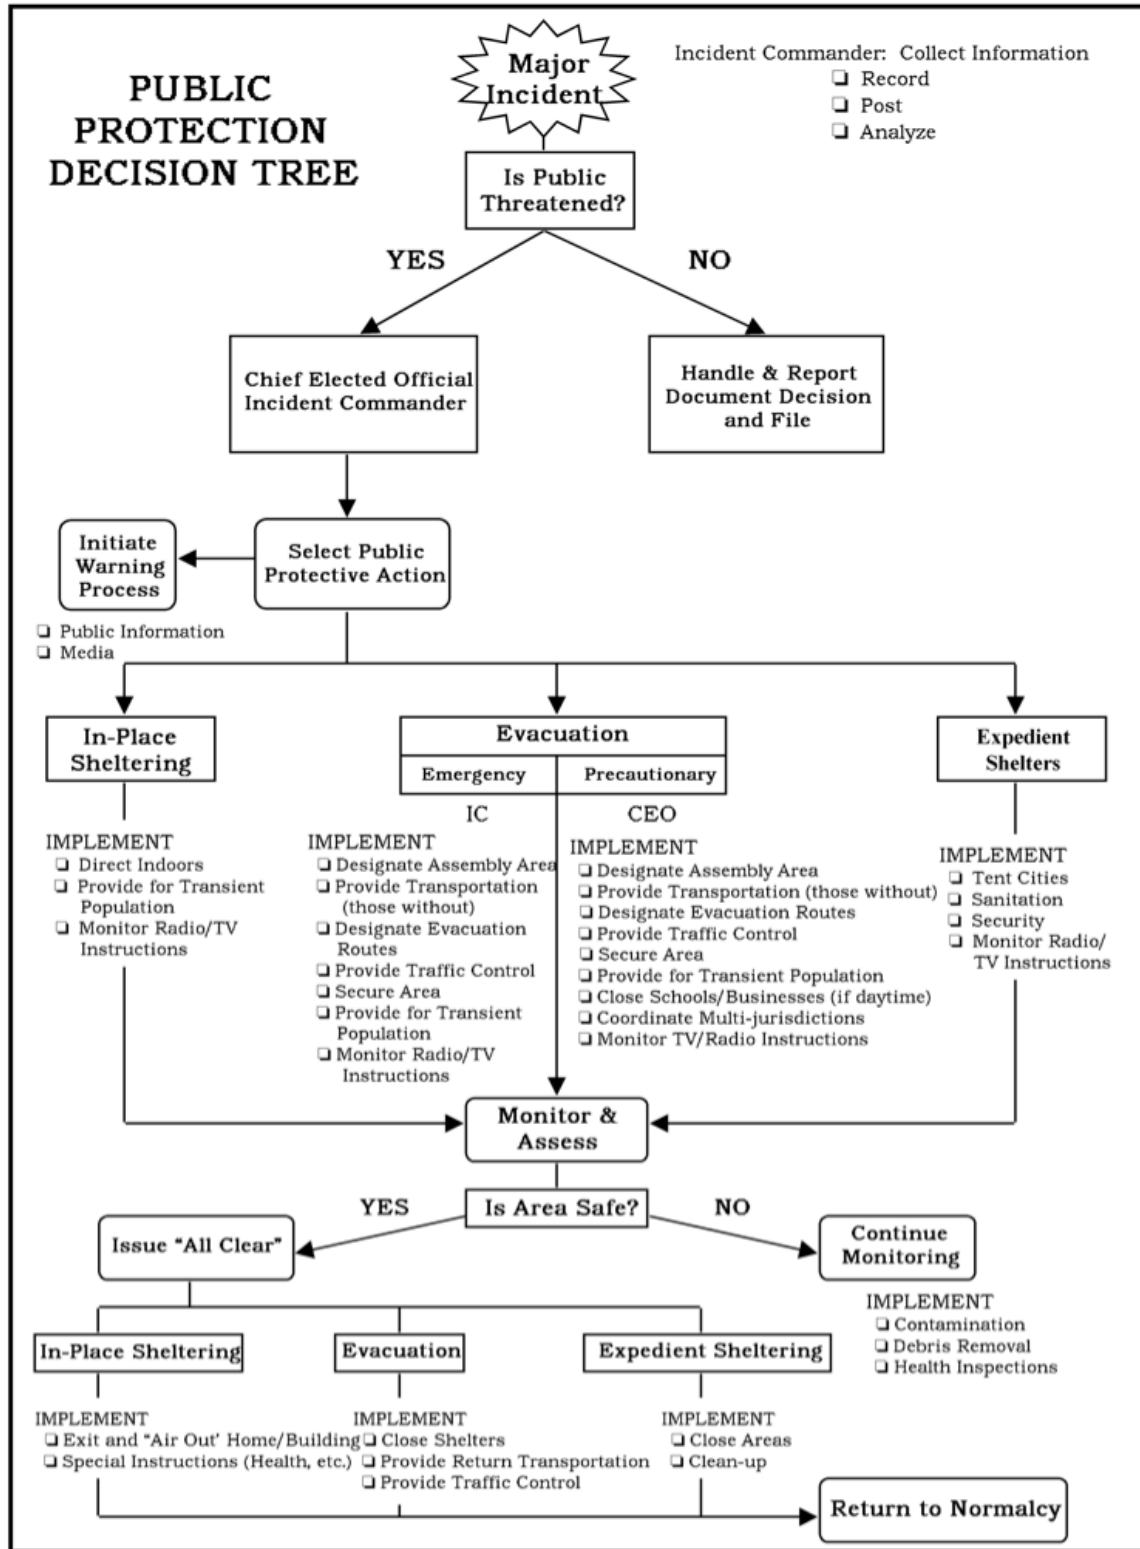 PUBLIC
PROTECTION
DECISION TREE
Major
Incident
Incident Commander: Collect Information
❏ Record
❏ Post
❏ Analyze
Is Public
Threatened?
YES
NO
Chief Elected Official
Incident Commander
Handle & Report
Document Decision
and File
Initiate
Warning
Process
Select Public
Protective Action
❏ Public Information
❏ Media
In-Place
Sheltering
Evacuation
Emergency
Precautionary
Expedient
Shelters
IC
CEO
IMPLEMENT
❏ Direct Indoors
❏ Provide for Transient
Population
❏ Monitor Radio/TV
Instructions
IMPLEMENT
❏ Designate Assembly Area
❏ Provide Transportation
(those without)
❏ Designate Evacuation
Routes
❏ Provide Traffic Control
❏ Secure Area
❏ Provide for Transient
Population
❏ Monitor Radio/TV
Instructions
IMPLEMENT
❏ Designate Assembly Area
❏ Provide Transportation (those without)
❏ Designate Evacuation Routes
❏ Provide Traffic Control
❏ Secure Area
❏ Provide for Transient Population
❏ Close Schools/Businesses (if daytime)
❏ Coordinate Multi-jurisdictions
❏ Monitor TV/Radio Instructions
IMPLEMENT
❏ Tent Cities
❏ Sanitation
❏ Security
❏ Monitor Radio/
TV Instructions
Monitor &
Assess
Is Area Safe?
YES
NO
Issue "All Clear"
Continue
Monitoring
IMPLEMENT
❏ Contamination
❏ Debris Removal
❏ Health Inspections
In-Place Sheltering
Evacuation
Expedient Sheltering
IMPLEMENT
❏ Exit and "Air Out' Home/Building
❏ Special Instructions (Health, etc.)
IMPLEMENT
❏ Close Shelters
❏ Provide Return Transportation
❏ Provide Traffic Control
IMPLEMENT
❏ Close Areas
❏ Clean-up
Return to Normalcy